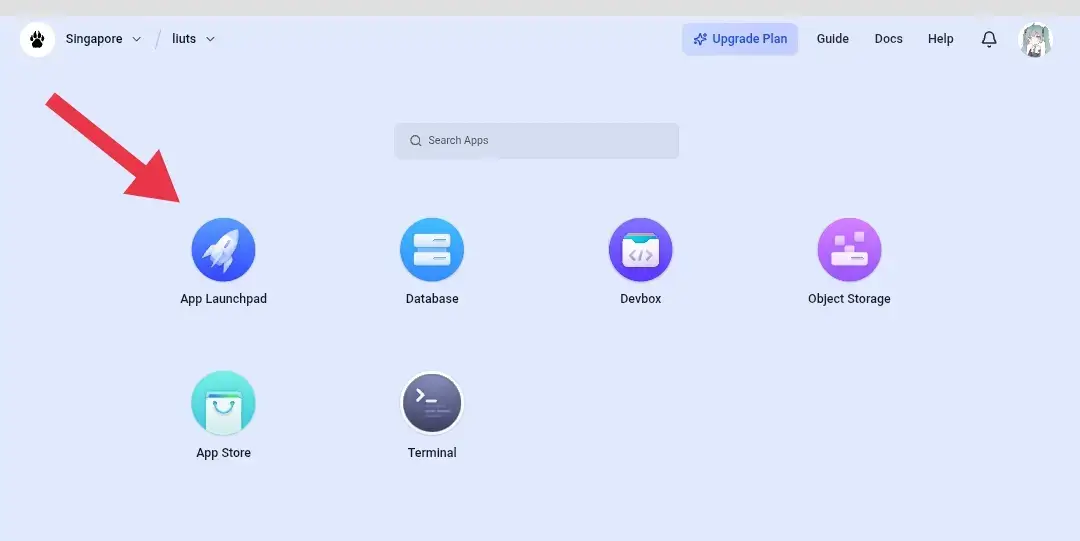 Singapore
liuts
Upgrade Plan
Guide
Docs
Help
Search Apps
App Launchpad
Database
Devbox
Object Storage
App Store
Terminal